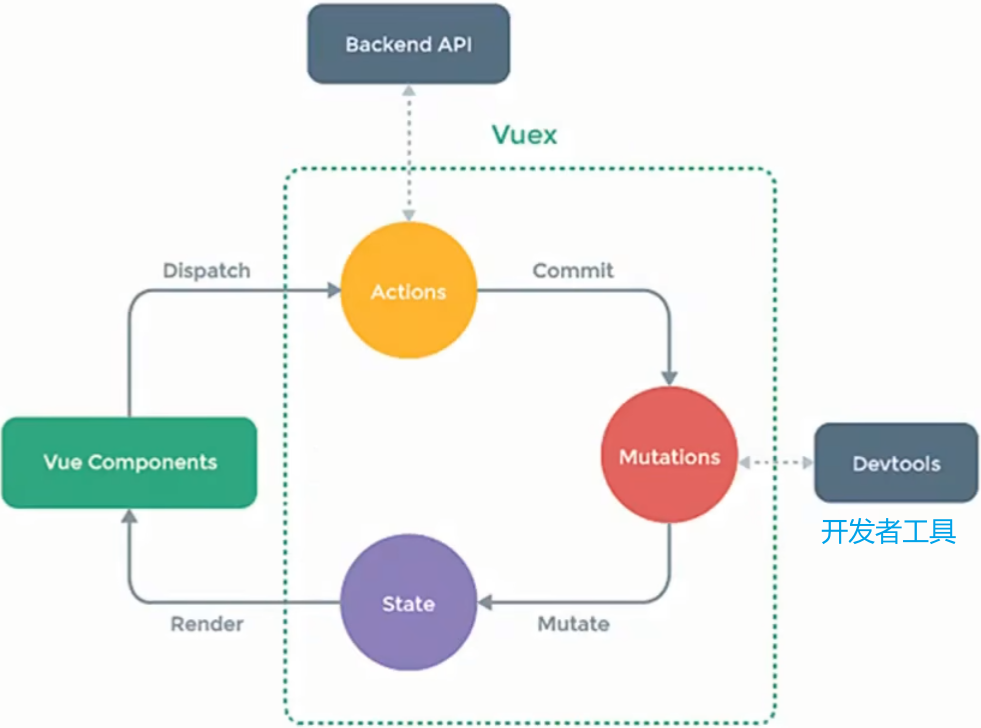 Backend API
Vuex
Dispatch
Commit
Actions
Vue Components
Mutations
Devtools
开发者工具
State
Render
Mutate